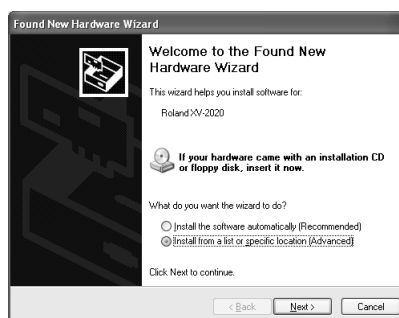 Found New Hardware Wizard
Welcome to the Found New
Hardware Wizard
This wizard helps you install software for:
Roland XV-2020
If your hardware came with an installation CD
or floppy disk, insert it now.
What do you want the wizard to do?
Install the software automatically (Recommended)
Install from a list or specific location (Advanced)
Click Next to continue.
< Back Next > Cancel